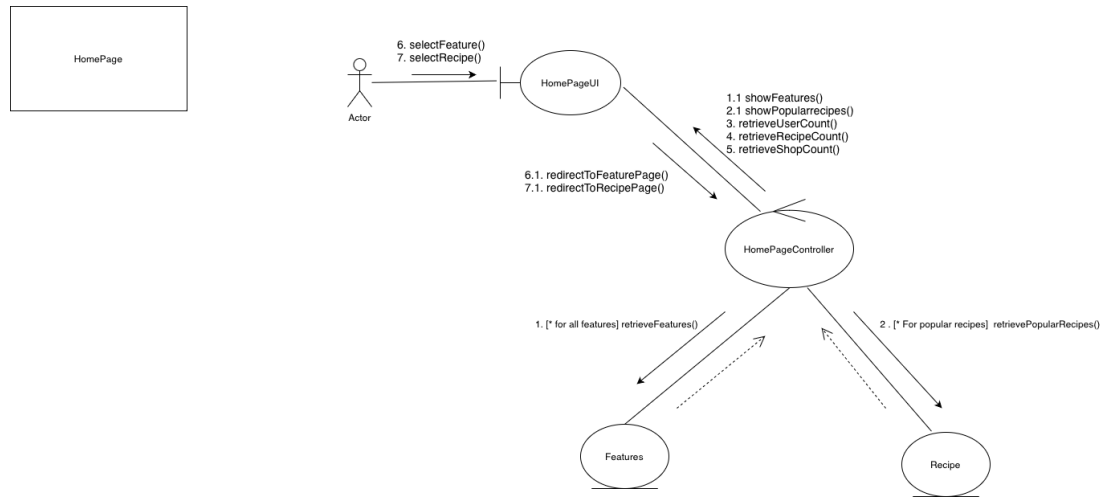 HomePage
6. selectFeature()
7. selectRecipe()
Actor
HomePageUI
1.1 showFeatures()
2.1 showPopularrecipes()
3. retrieveUserCount()
4. retrieveRecipeCount()
5. retrieveShopCount()
6.1. redirectToFeaturePage()
7.1. redirectToRecipePage()
HomePageController
1. [* for all features] retrieveFeatures()
2 . [* For popular recipes]  retrievePopularRecipes()
Features
Recipe